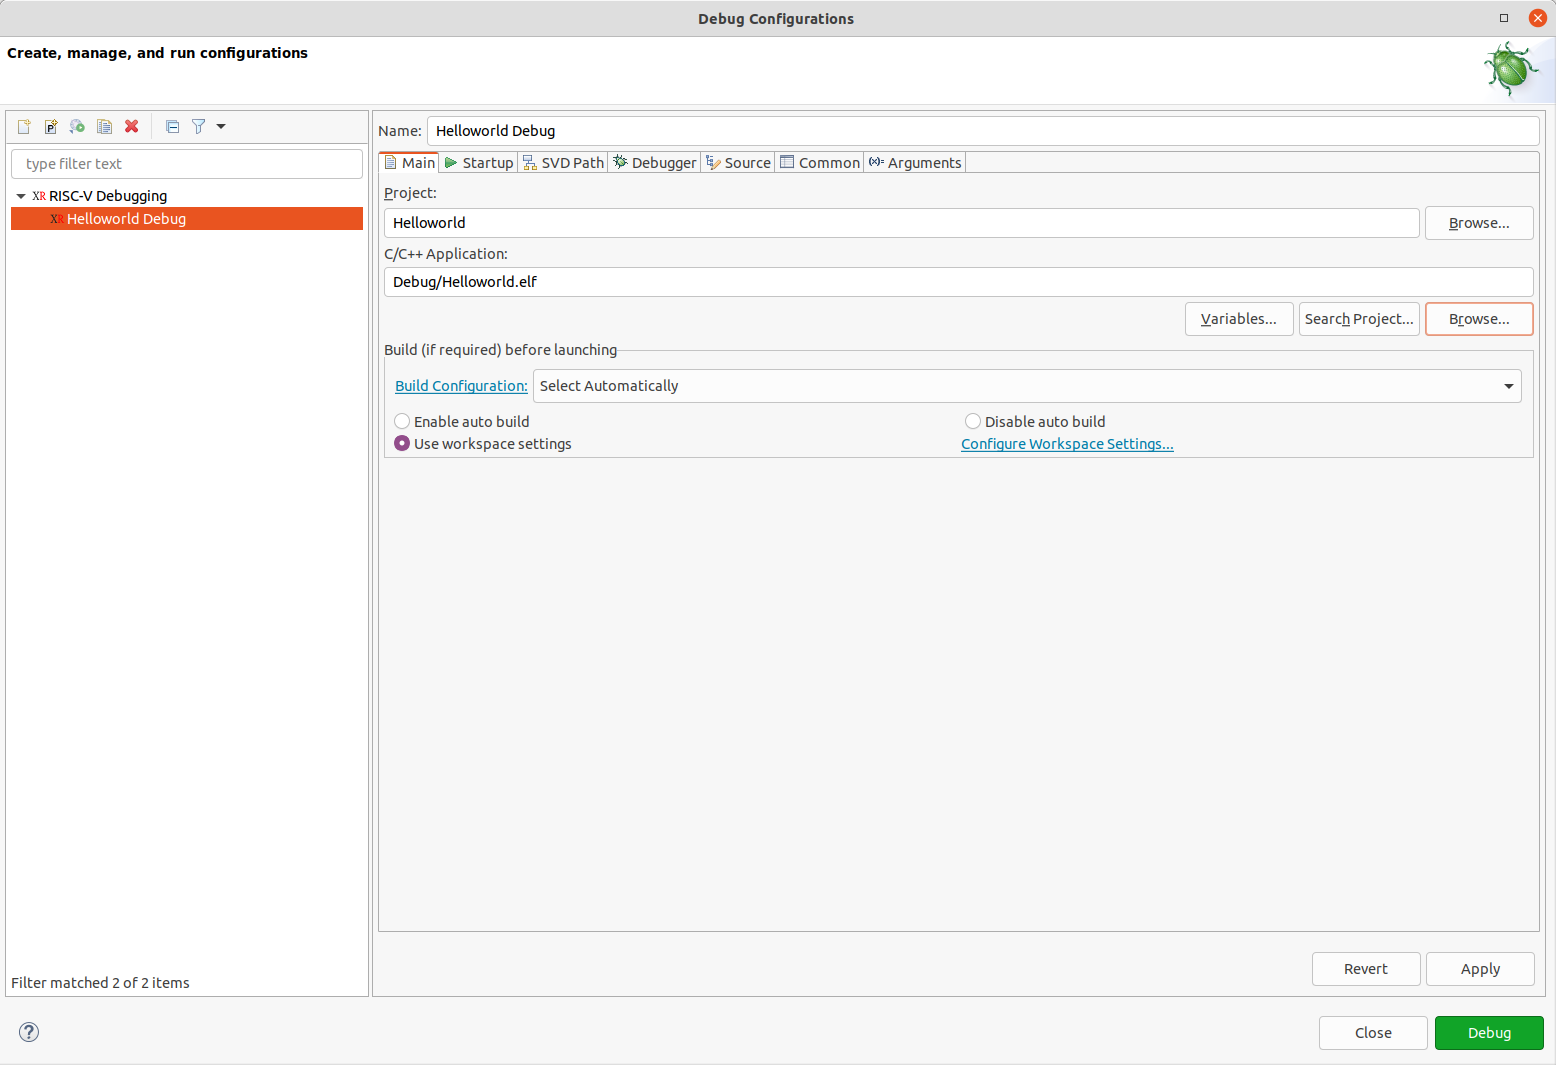 Debug Configurations
Create, manage, and run configurations
type filter text
XR RISC-V Debugging
XR Helloworld Debug
Filter matched 2 of 2 items
Name: Helloworld Debug
Main Startup SVD Path Debugger Source Common (x)= Arguments
Project:
Helloworld Browse...
C/C++ Application:
Debug/Helloworld.elf
Variables... Search Project... Browse...
Build (if required) before launching
Build Configuration: Select Automatically
Enable auto build Disable auto build
Use workspace settings Configure Workspace Settings...
Revert Apply
Close Debug